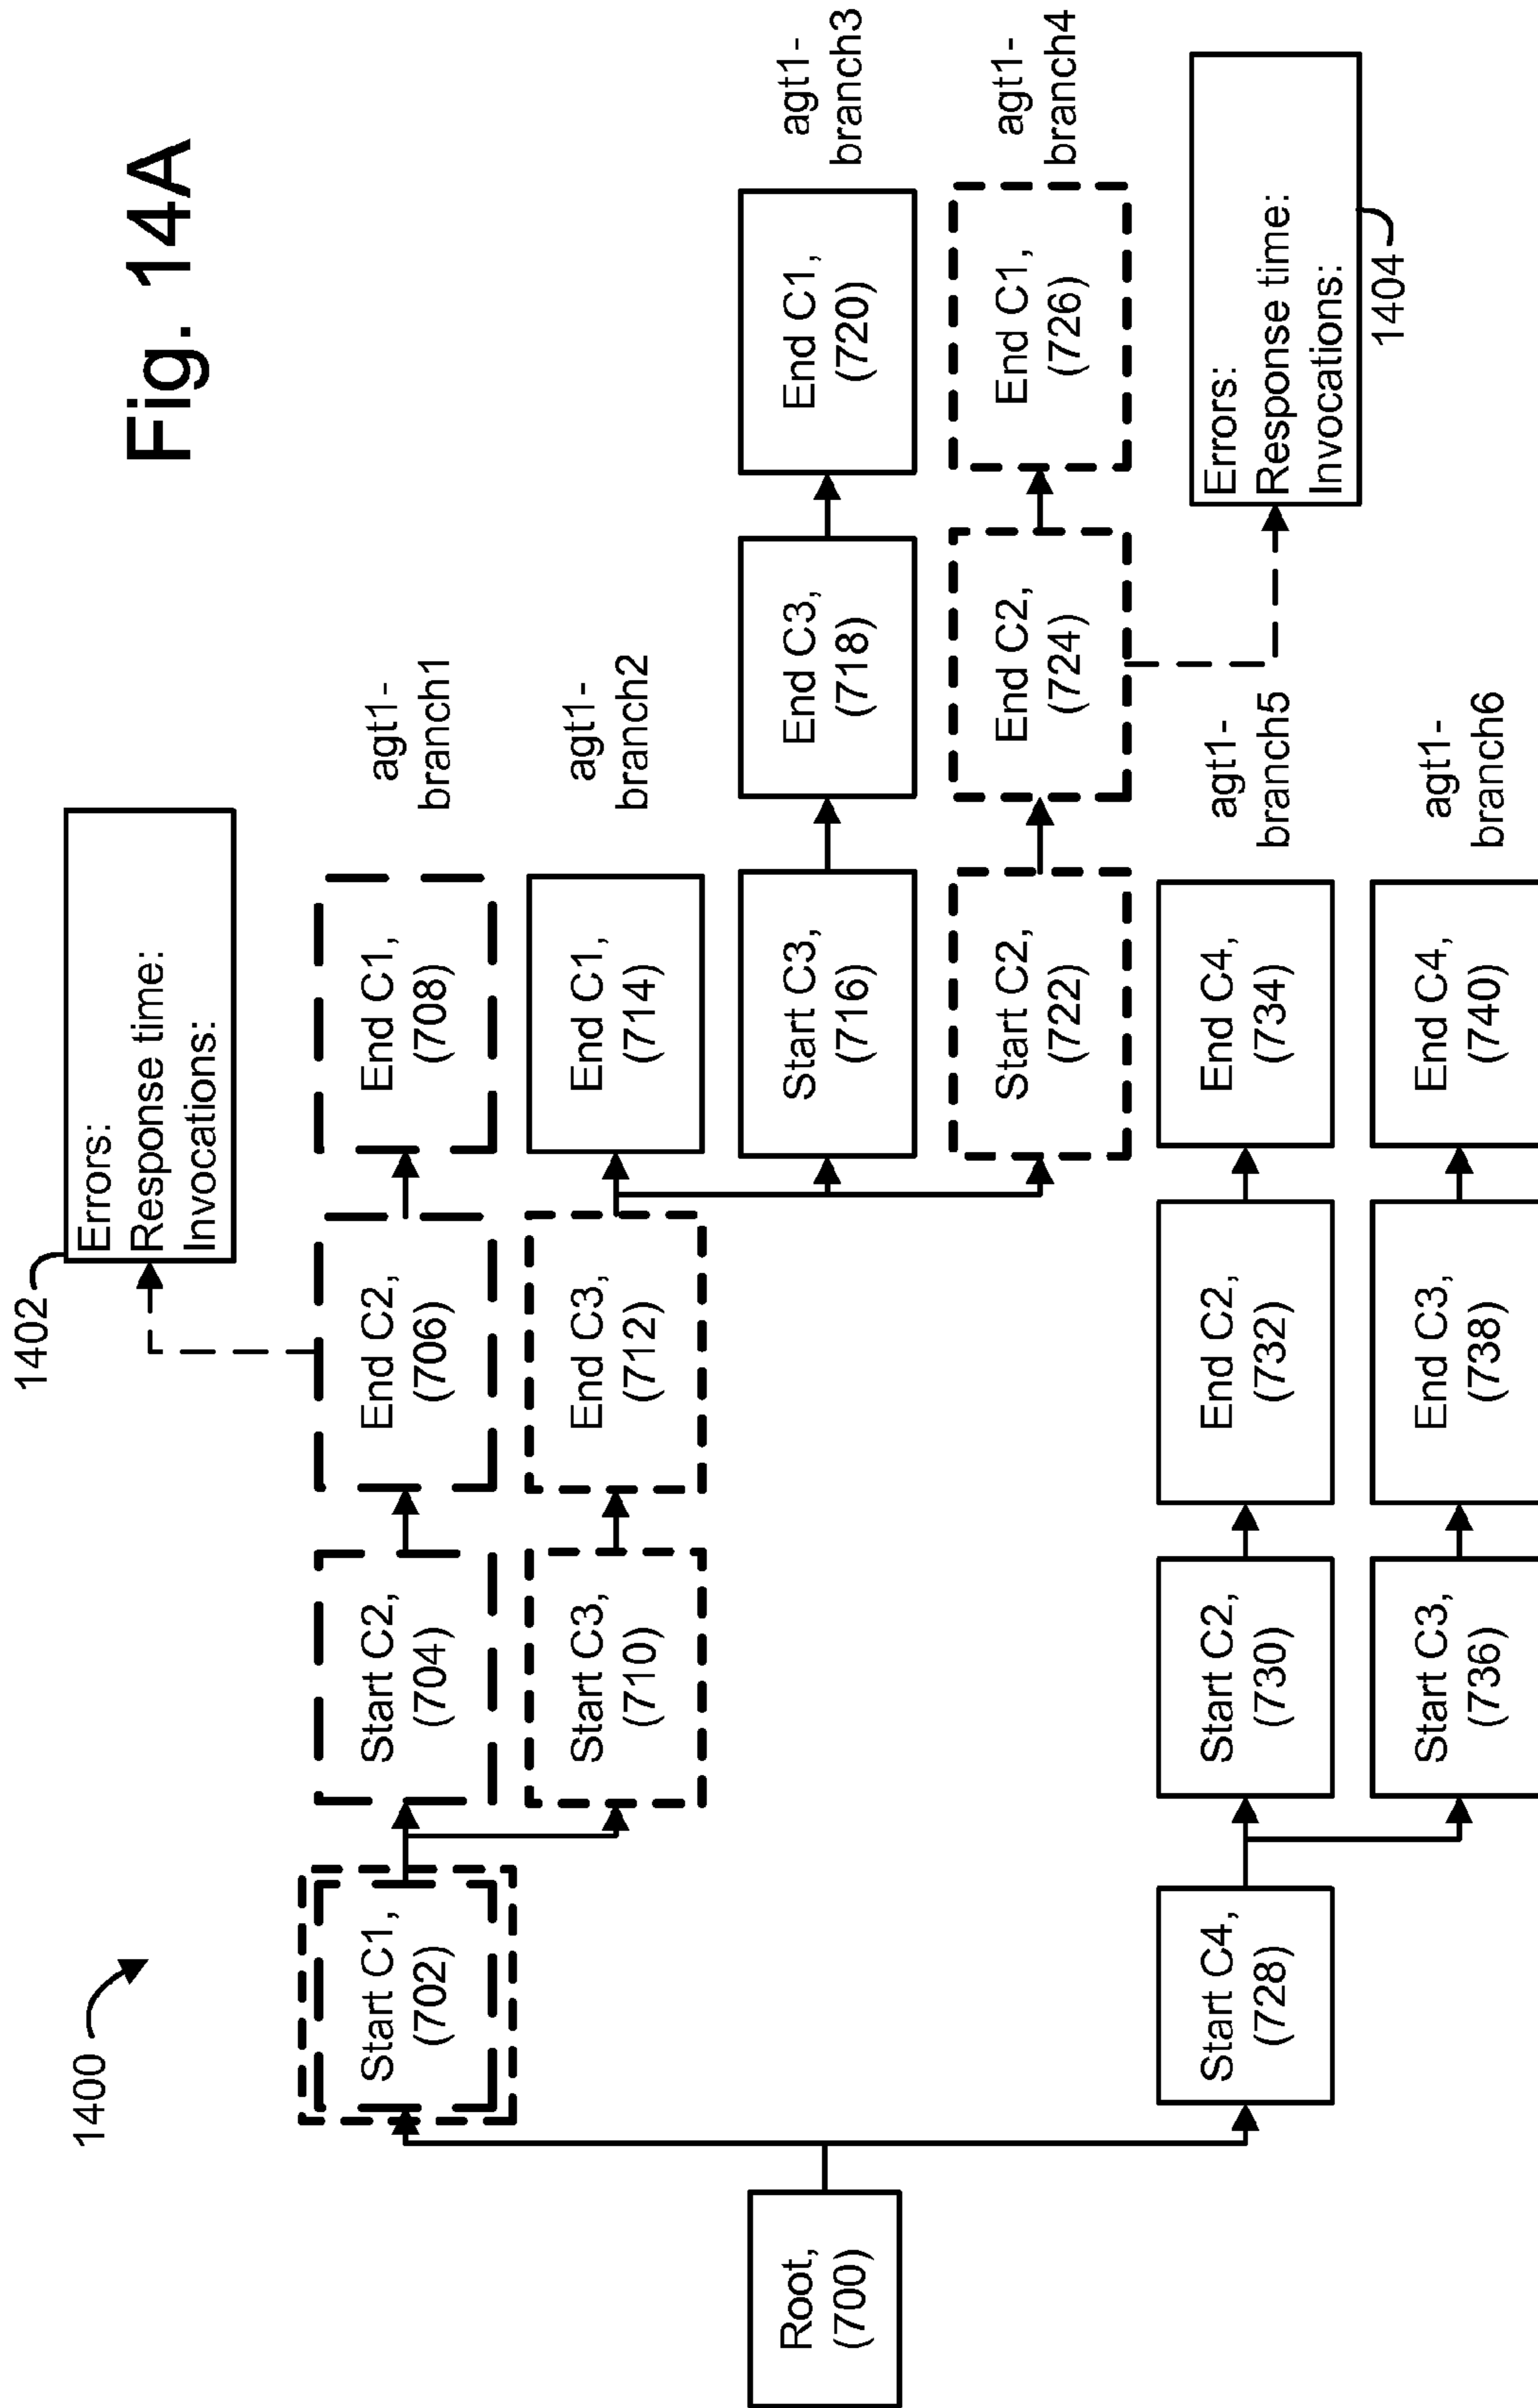 Fig. 14A
1400
1402
Errors:
Response time:
Invocations:
Root,
(700)
Start C1,
(702)
Start C2,
(704)
End C2,
(706)
End C1,
(708)
agt1-
branch1
Start C3,
(710)
End C3,
(712)
End C1,
(714)
agt1-
branch2
Start C3,
(716)
End C3,
(718)
End C1,
(720)
agt1-
branch3
Start C2,
(722)
End C2,
(724)
End C1,
(726)
agt1-
branch4
Errors:
Response time:
Invocations:
1404
Start C4,
(728)
Start C2,
(730)
End C2,
(732)
End C4,
(734)
agt1-
branch5
Start C3,
(736)
End C3,
(738)
End C4,
(740)
agt1-
branch6